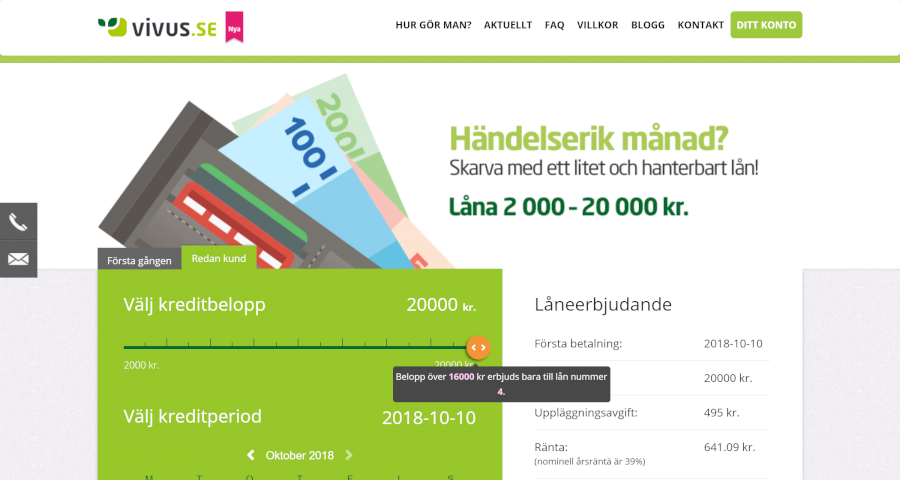 vivus.se
Nya
HUR GÖR MAN?
AKTUELLT
FAQ
VILLKOR
BLOGG
KONTAKT
DITT KONTO
200
100
Händelserik månad?
Skarva med ett litet och hanterbart lån!
Låna 2 000 – 20 000 kr.
Första gången
Redan kund
Välj kreditbelopp
20000 kr.
2000 kr.
20000 kr.
Belopp över 16000 kr erbjuds bara till lån nummer
4.
Välj kreditperiod
2018-10-10
Oktober 2018
M T O T F L S
Låneerbjudande
Första betalning: 2018-10-10
20000 kr.
Uppläggningsavgift: 495 kr.
Ränta: 641.09 kr.
(nominell årsränta är 39%)